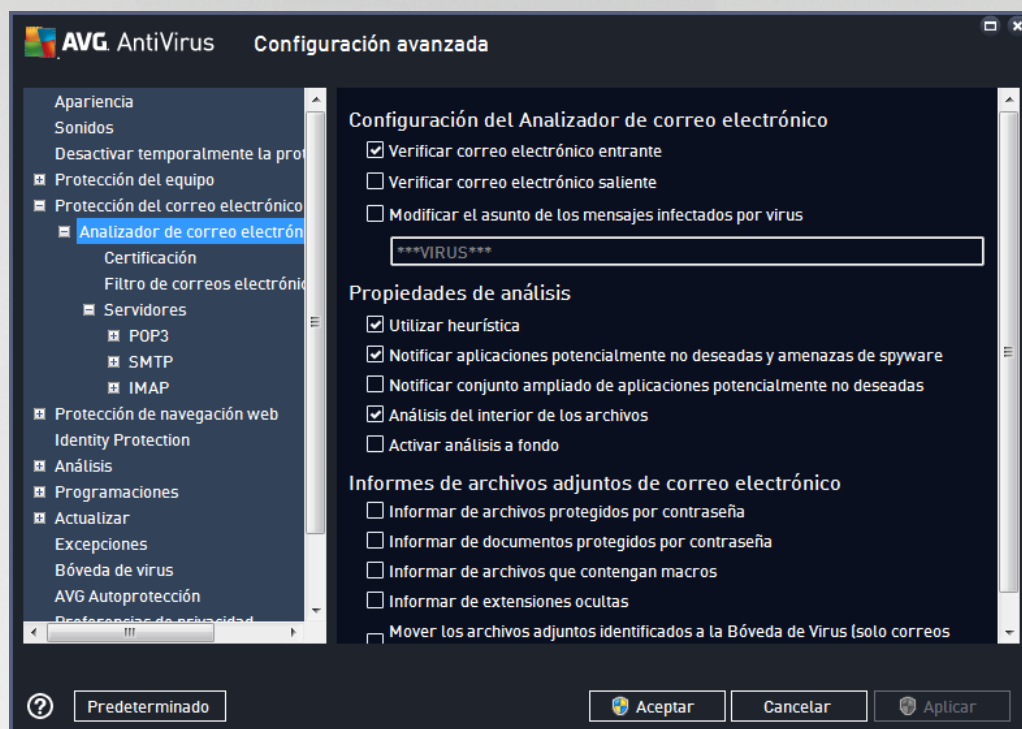 AVG. AntiVirus Configuración avanzada
Apariencia
Sonidos
Desactivar temporalmente la prot
Protección del equipo
Protección del correo electrónico
Analizador de correo electrón
Certificación
Filtro de correos electrónic
Servidores
POP3
SMTP
IMAP
Protección de navegación web
Identity Protection
Análisis
Programaciones
Actualizar
Excepciones
Bóveda de virus
AVG Autoprotección
Preferencias de privacidad
Configuración del Analizador de correo electrónico
Verificar correo electrónico entrante
Verificar correo electrónico saliente
Modificar el asunto de los mensajes infectados por virus
***VIRUS***
Propiedades de análisis
Utilizar heurística
Notificar aplicaciones potencialmente no deseadas y amenazas de spyware
Notificar conjunto ampliado de aplicaciones potencialmente no deseadas
Análisis del interior de los archivos
Activar análisis a fondo
Informes de archivos adjuntos de correo electrónico
Informar de archivos protegidos por contraseña
Informar de documentos protegidos por contraseña
Informar de archivos que contengan macros
Informar de extensiones ocultas
Mover los archivos adjuntos identificados a la Bóveda de Virus (solo correos
Predeterminado
Aceptar
Cancelar
Aplicar